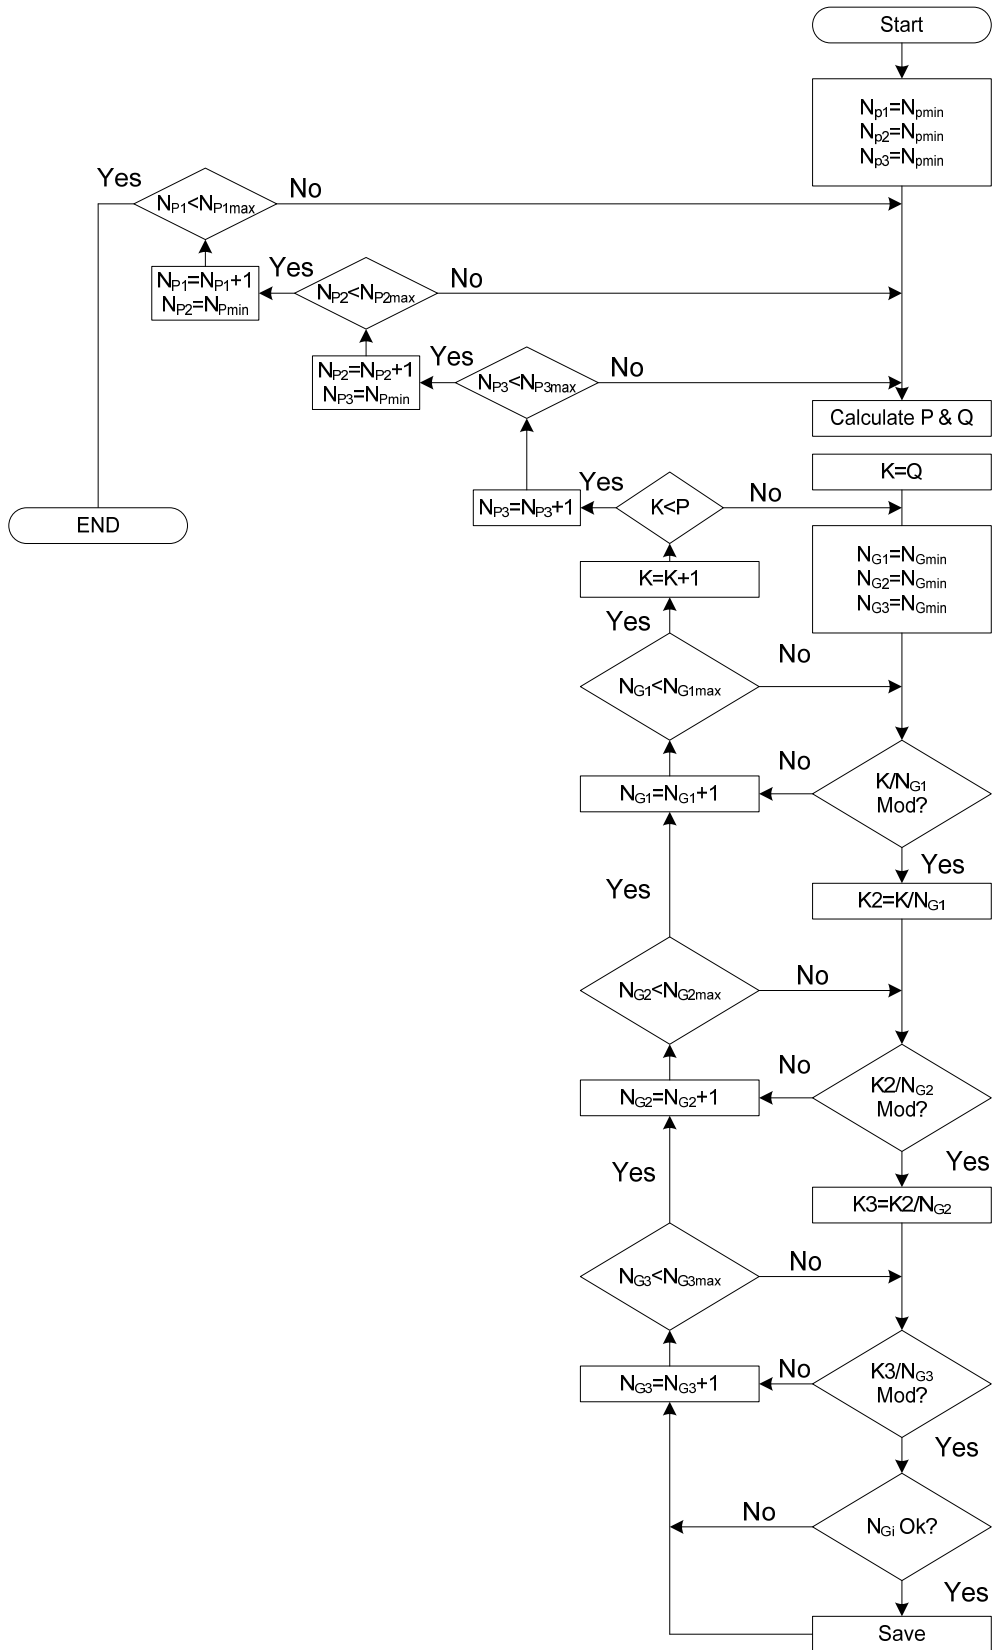 Start
Np1=Npmin
Np2=Npmin
Np3=Npmin
Yes
NP1<NP1max
No
NP1=NP1+1
NP2=NPmin
Yes
NP2<NP2max
No
NP2=NP2+1
NP3=NPmin
Yes
NP3<NP3max
No
Calculate P & Q
K=Q
END
NP3=NP3+1
Yes
K<P
No
NG1=NGmin
NG2=NGmin
NG3=NGmin
K=K+1
Yes
NG1<NG1max
No
NG1=NG1+1
No
K/NG1
Mod?
Yes
K2=K/NG1
Yes
NG2<NG2max
No
NG2=NG2+1
No
K2/NG2
Mod?
Yes
K3=K2/NG2
Yes
NG3<NG3max
No
NG3=NG3+1
No
K3/NG3
Mod?
Yes
No
NGi Ok?
Yes
Save